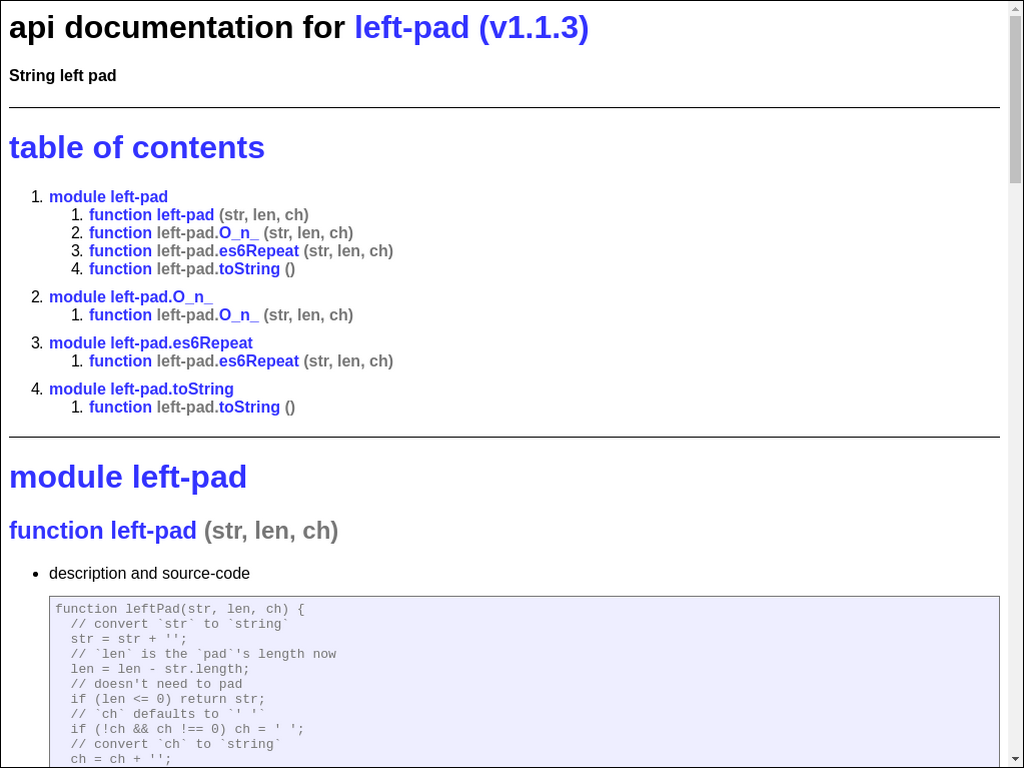 api documentation for left-pad (v1.1.3)
String left pad
table of contents
1. module left-pad
1. function left-pad (str, len, ch)
2. function left-pad.O_n_ (str, len, ch)
3. function left-pad.es6Repeat (str, len, ch)
4. function left-pad.toString ()
2. module left-pad.O_n_
1. function left-pad.O_n_ (str, len, ch)
3. module left-pad.es6Repeat
1. function left-pad.es6Repeat (str, len, ch)
4. module left-pad.toString
1. function left-pad.toString ()
module left-pad
function left-pad (str, len, ch)
• description and source-code
function leftPad(str, len, ch) {
  // convert `str` to `string`
  str = str + '';
  // `len` is the `pad`'s length now
  len = len - str.length;
  // doesn't need to pad
  if (len <= 0) return str;
  // `ch` defaults to `' '`
  if (!ch && ch !== 0) ch = ' ';
  // convert `ch` to `string`
  ch = ch + '';